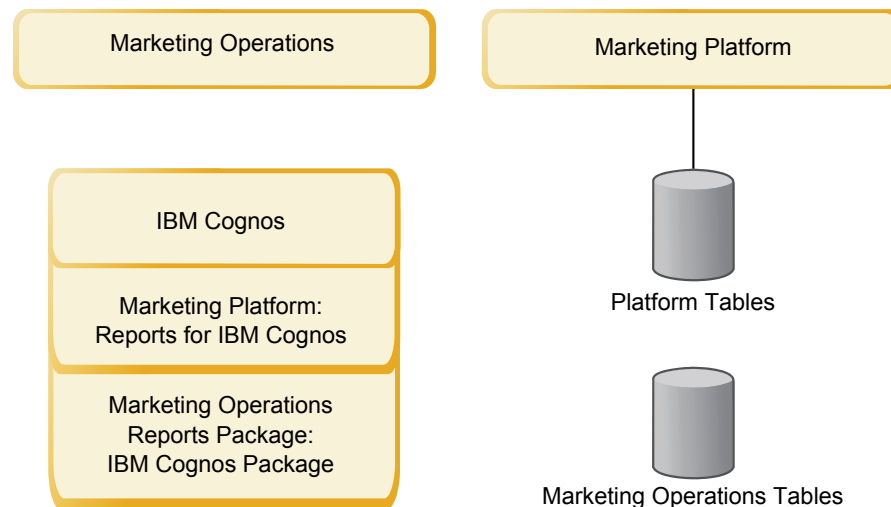 Marketing Operations
Marketing Platform
IBM Cognos
Marketing Platform:
Reports for IBM Cognos
Platform Tables
Marketing Operations
Reports Package:
IBM Cognos Package
Marketing Operations Tables